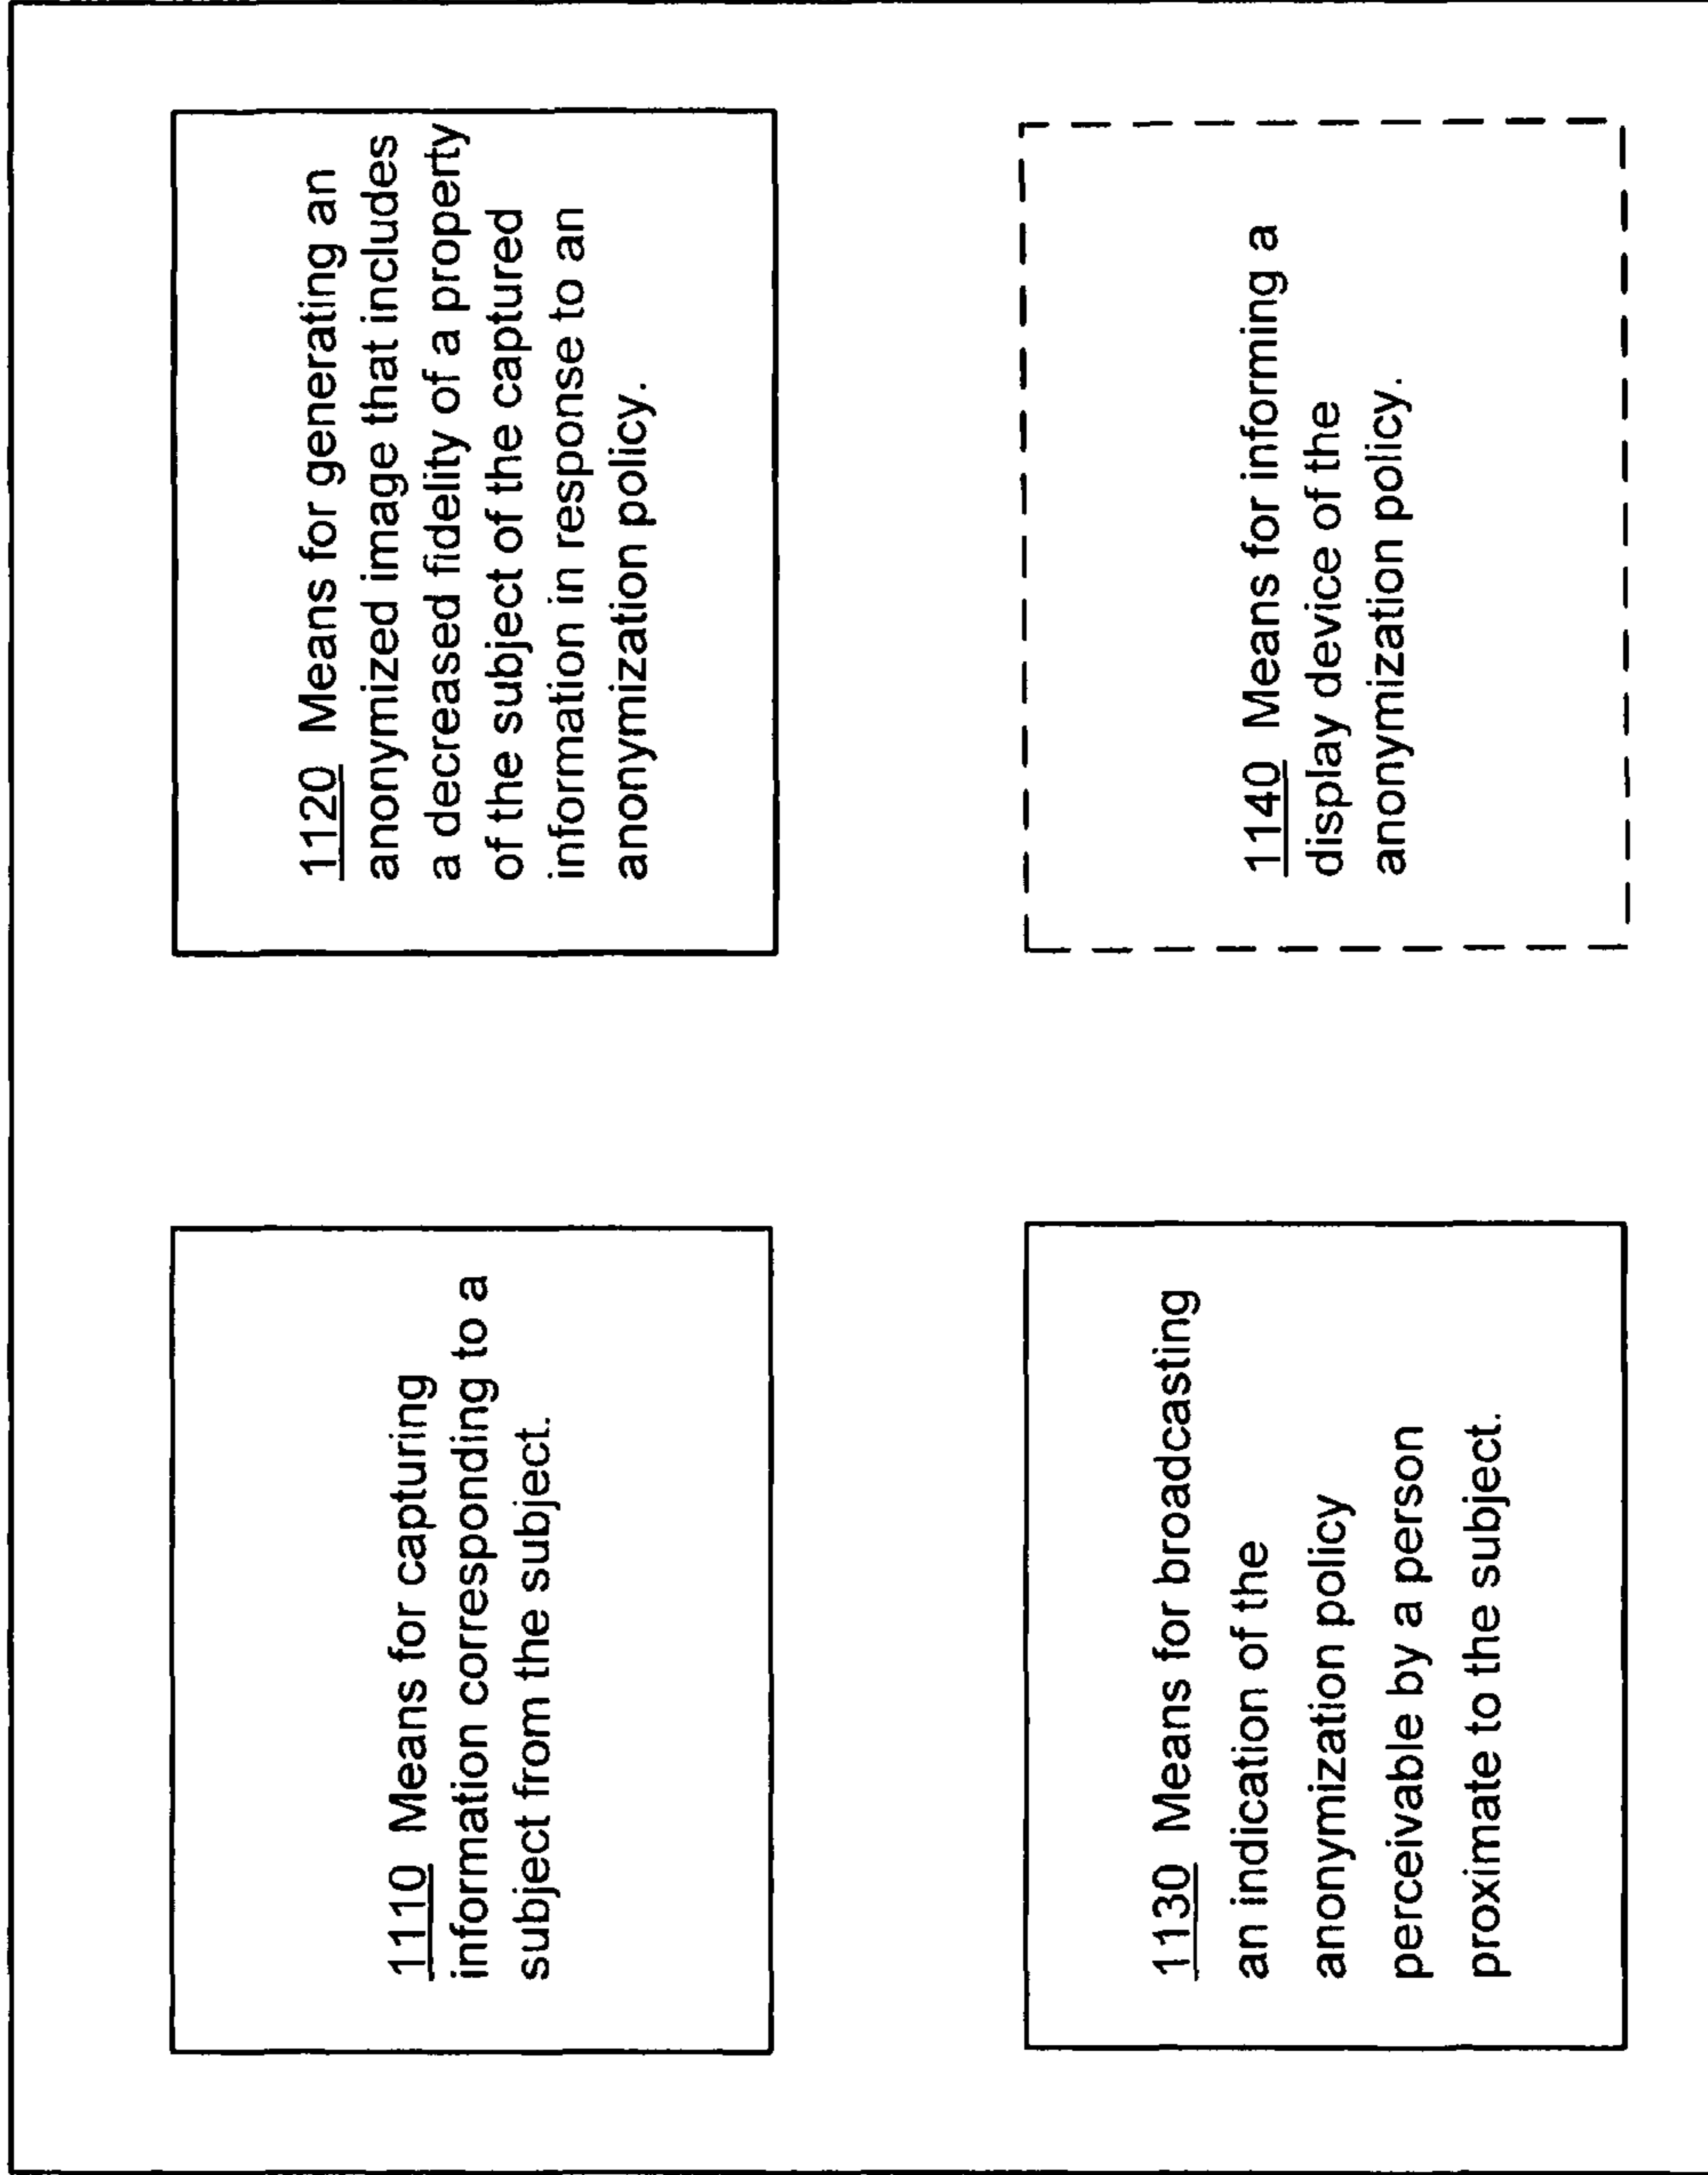 1110 Means for capturing
information corresponding to a
subject from the subject.
1120 Means for generating an
anonymized image that includes
a decreased fidelity of a property
of the subject of the captured
information in response to an
anonymization policy.
1130 Means for broadcasting
an indication of the
anonymization policy
perceivable by a person
proximate to the subject.
1140 Means for informing a
display device of the
anonymization policy.